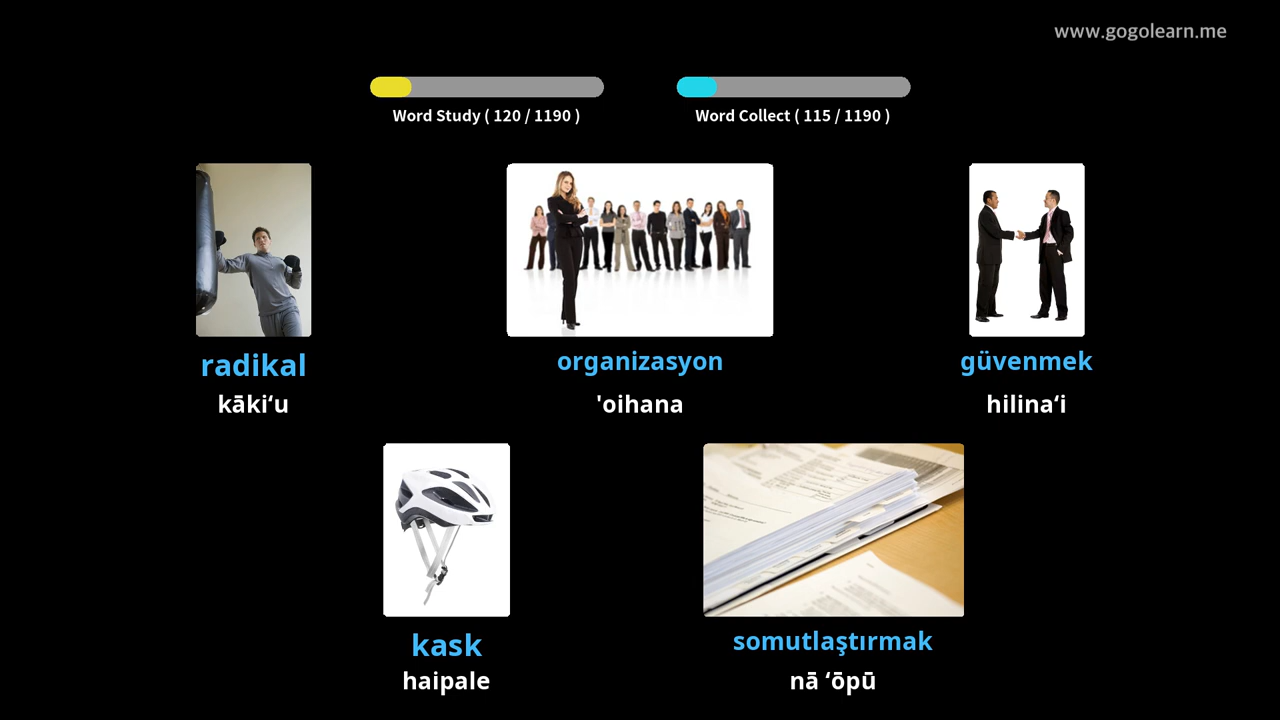 www.gogolearn.me
Word Study ( 120 / 1190 )
Word Collect ( 115 / 1190 )
radikal
kākiʻu
organizasyon
'oihana
güvenmek
hilinaʻi
kask
haipale
somutlaştırmak
nā ʻōpū